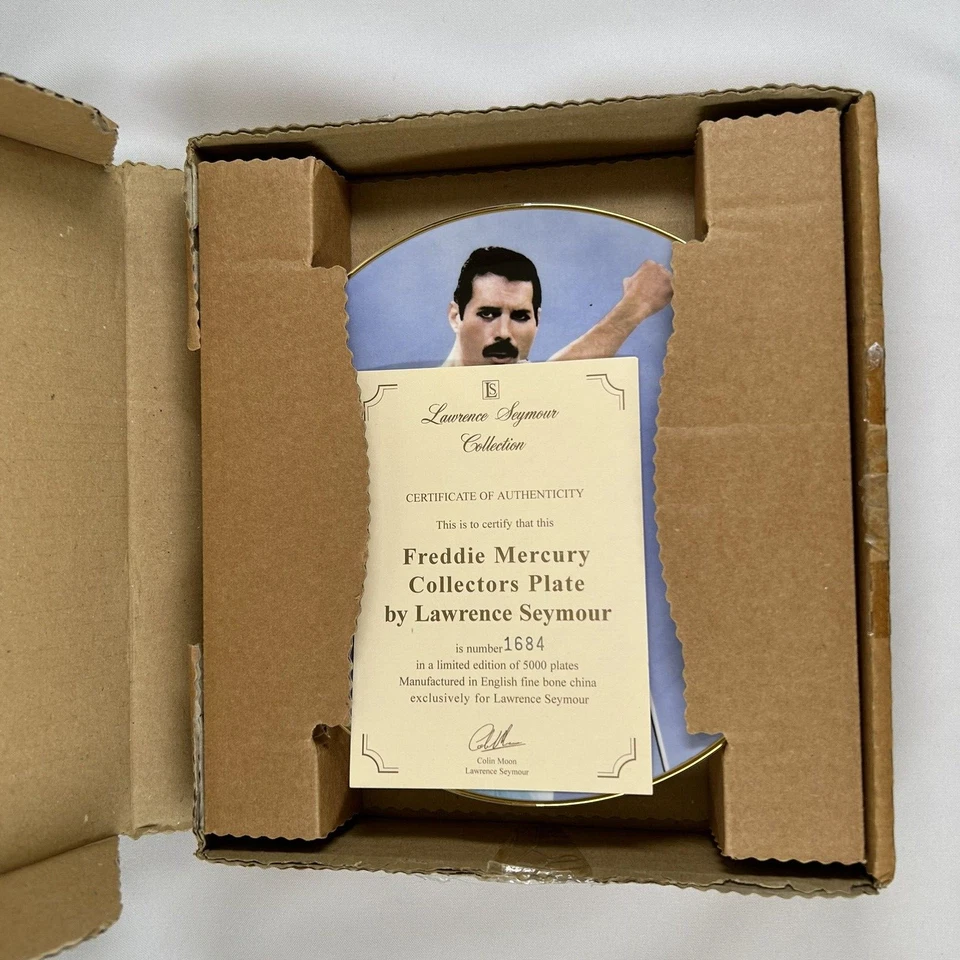 LS
Lawrence Seymour
Collection
CERTIFICATE OF AUTHENTICITY
This is to certify that this
Freddie Mercury
Collectors Plate
by Lawrence Seymour
is number 1684
in a limited edition of 5000 plates
Manufactured in English fine bone china
exclusively for Lawrence Seymour
Colin Moon
Lawrence Seymour